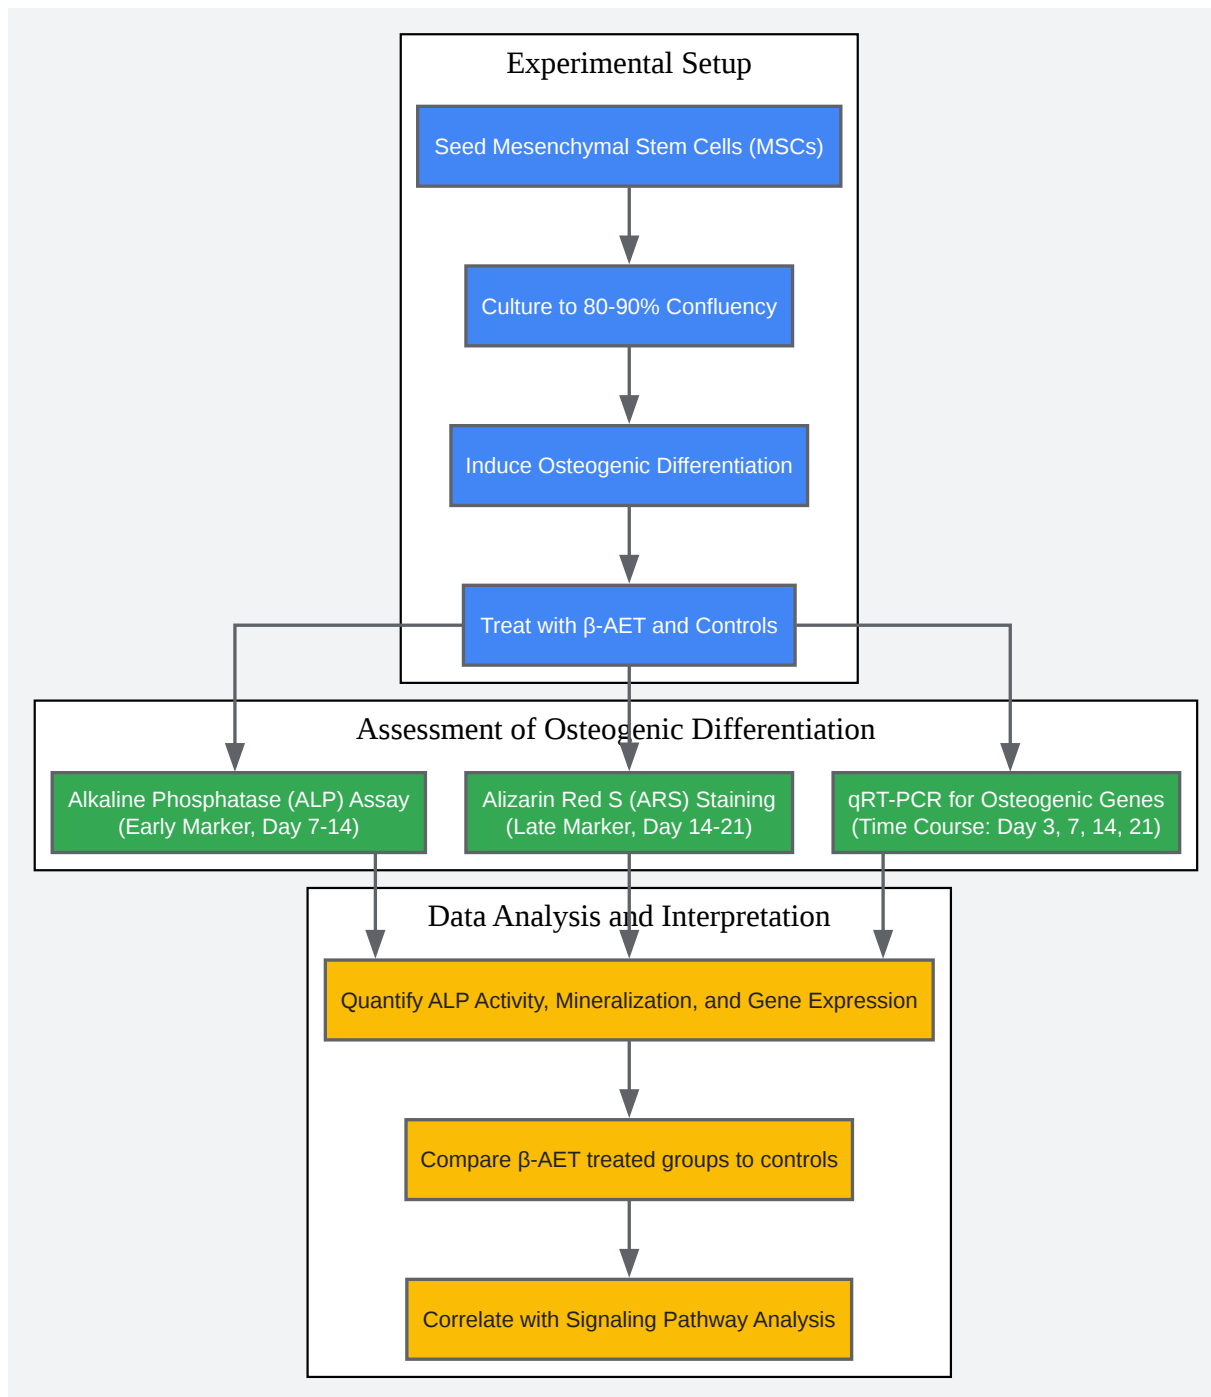 Experimental Setup
Seed Mesenchymal Stem Cells (MSCs)
Culture to 80-90% Confluency
Induce Osteogenic Differentiation
Treat with β-AET and Controls
Assessment of Osteogenic Differentiation
Alkaline Phosphatase (ALP) Assay
(Early Marker, Day 7-14)
Alizarin Red S (ARS) Staining
(Late Marker, Day 14-21)
qRT-PCR for Osteogenic Genes
(Time Course: Day 3, 7, 14, 21)
Data Analysis and Interpretation
Quantify ALP Activity, Mineralization, and Gene Expression
Compare β-AET treated groups to controls
Correlate with Signaling Pathway Analysis